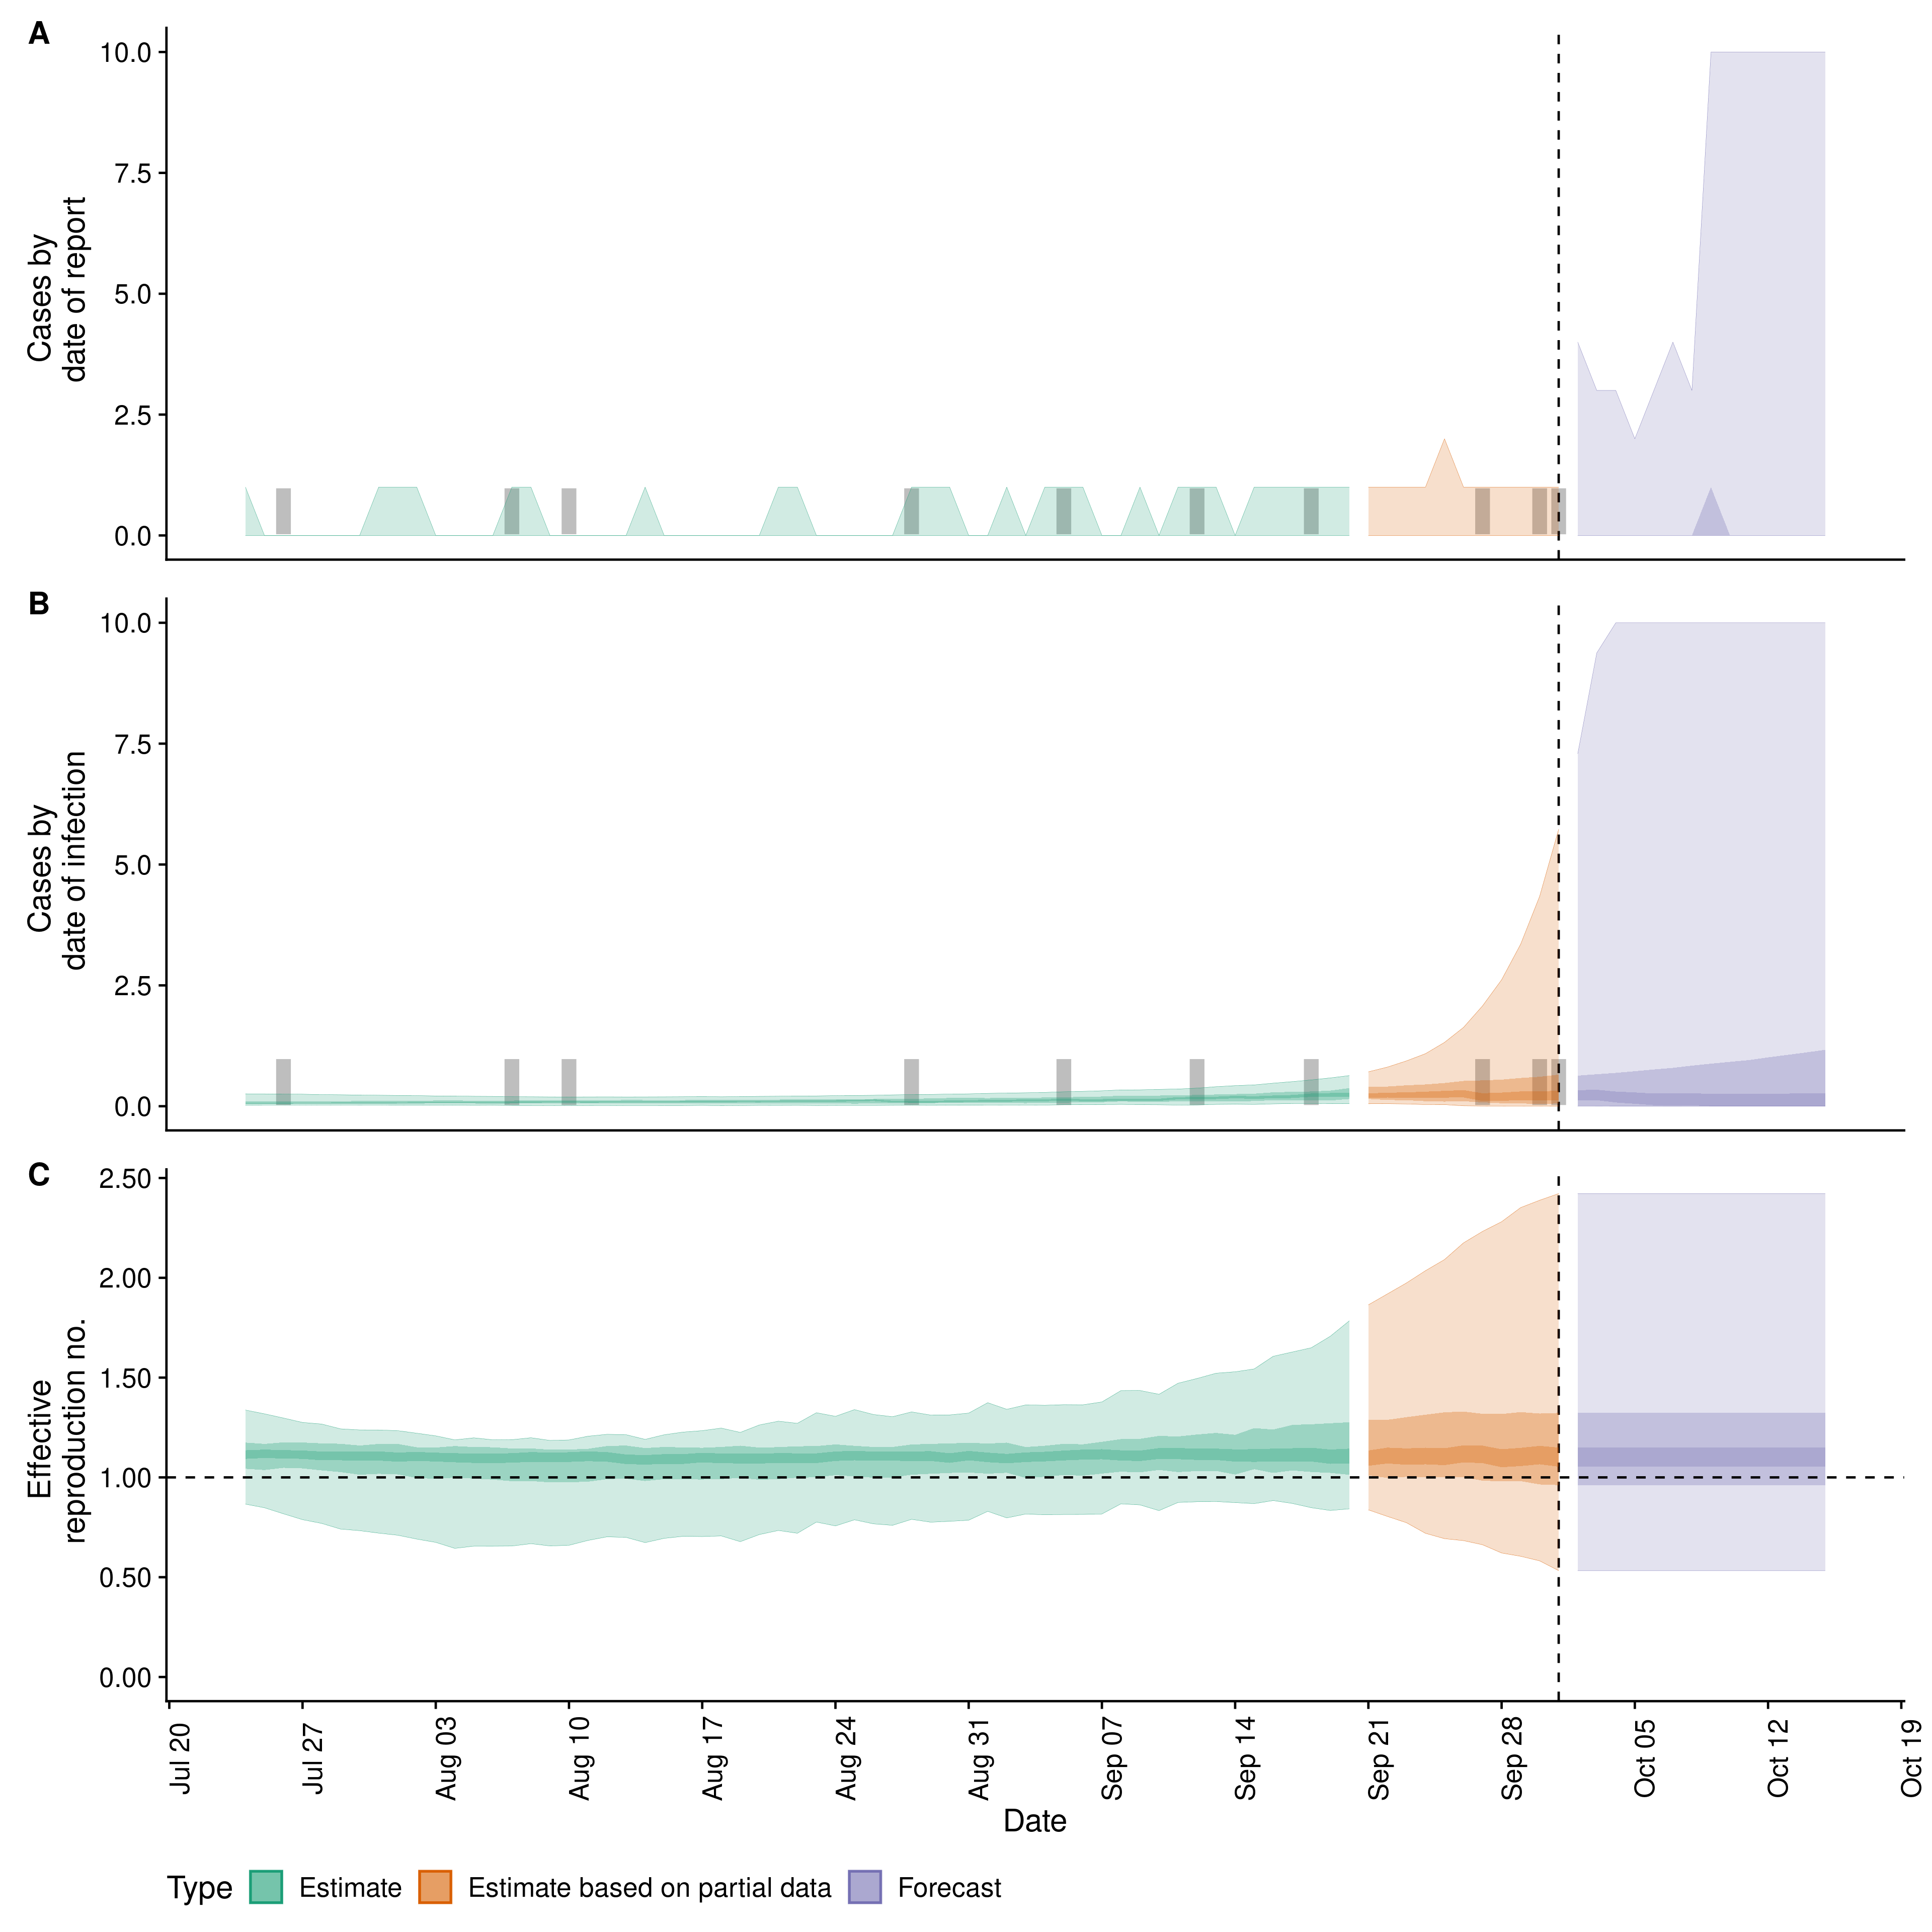 A
10.0
7.5
5.0
2.5
0.0
Cases by
date of report
B
10.0
7.5
5.0
2.5
0.0
Cases by
date of infection
C
2.50
2.00
1.50
1.00
0.50
0.00
Effective
reproduction no.
Jul 20
Jul 27
Aug 03
Aug 10
Aug 17
Aug 24
Aug 31
Sep 07
Sep 14
Sep 21
Sep 28
Oct 05
Oct 12
Oct 19
Date
Type Estimate Estimate based on partial data Forecast